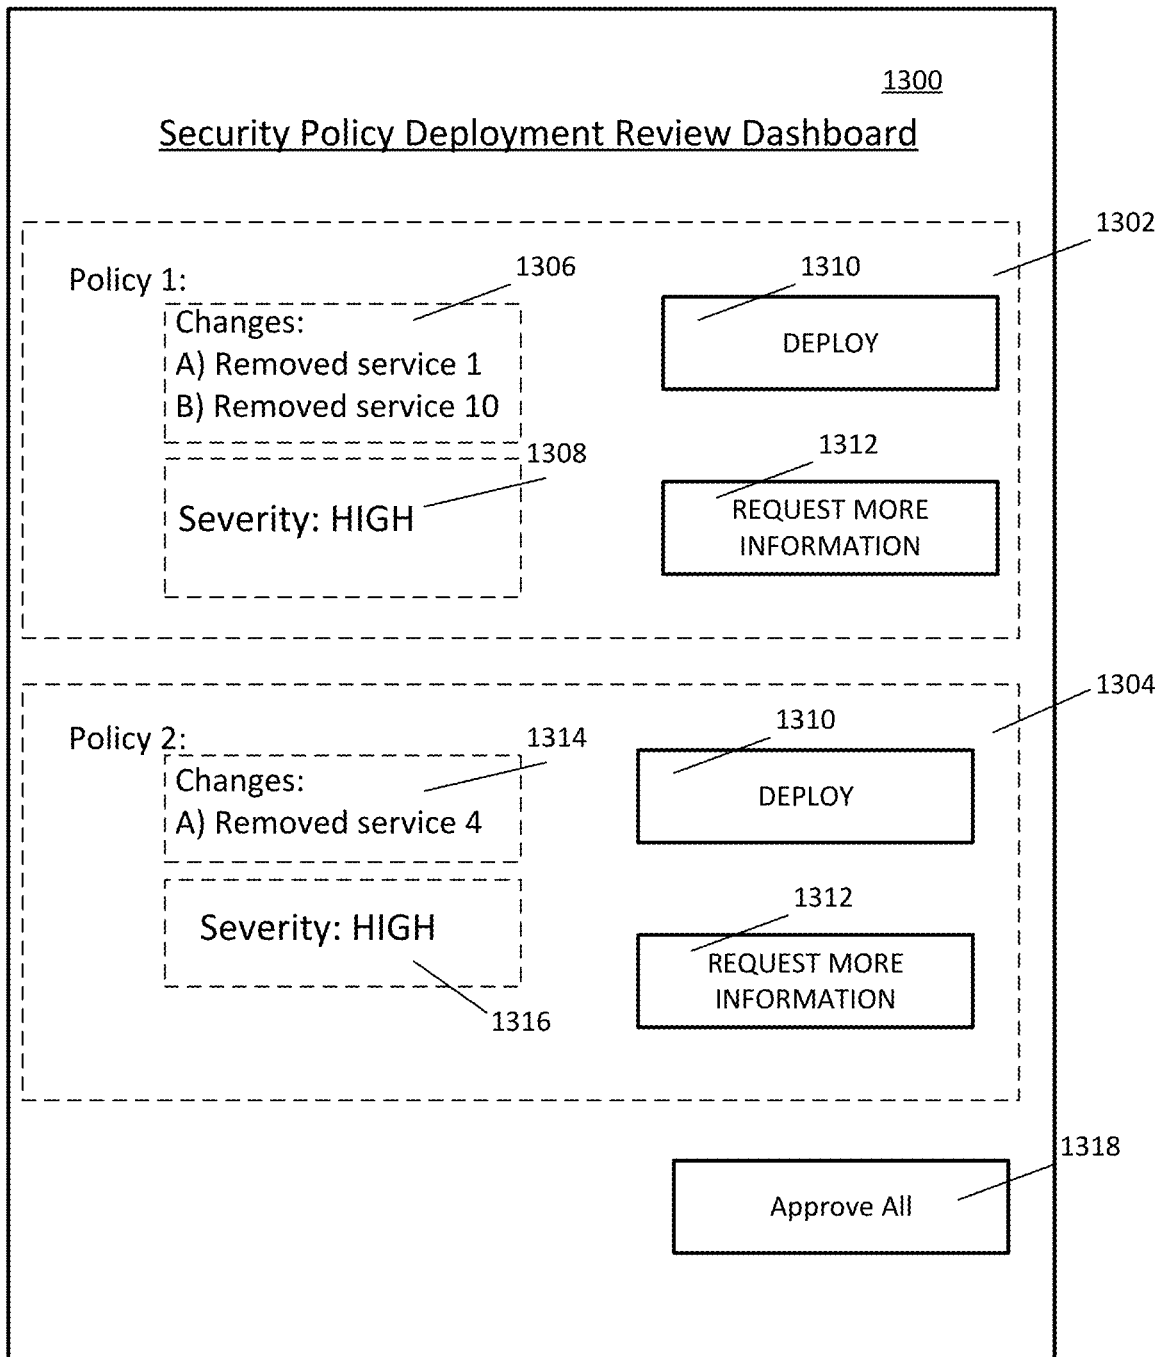 1300
Security Policy Deployment Review Dashboard
1302
Policy 1:
1306
1310
Changes:
A) Removed service 1
B) Removed service 10
DEPLOY
1308
1312
Severity: HIGH
REQUEST MORE
INFORMATION
1304
Policy 2:
1314
1310
Changes:
A) Removed service 4
DEPLOY
1312
Severity: HIGH
REQUEST MORE
INFORMATION
1316
1318
Approve All